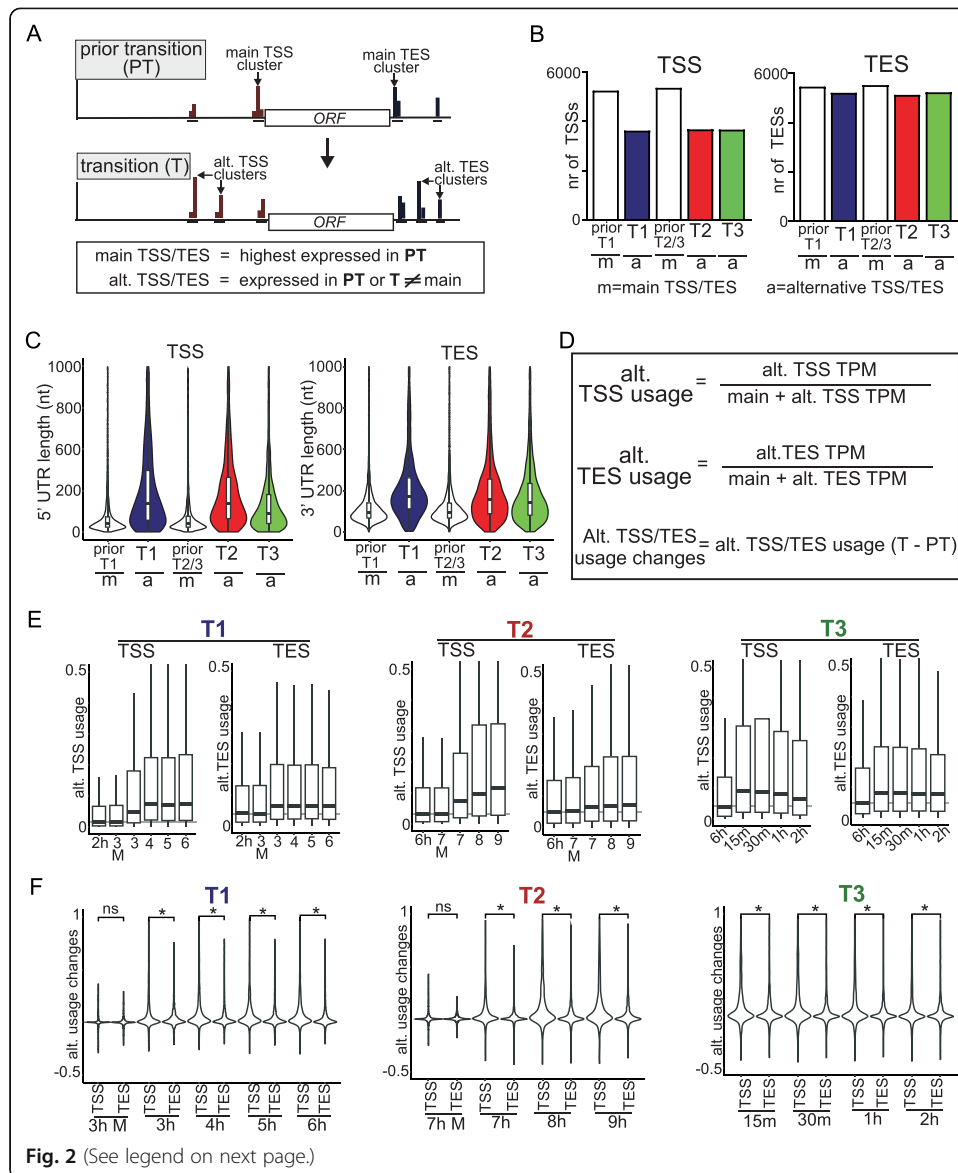 A
prior transition
(PT)
main TSS
cluster
main TES
cluster
ORF
transition (T)
alt. TSS
clusters
alt. TES
clusters
ORF
main TSS/TES = highest expressed in PT
alt. TSS/TES = expressed in PT or T ≠ main
B
TSS
TES
6000
nr of TSSs
0
6000
nr of TESs
0
prior T1 T1 prior T2/3 T2 T3
m a m a a
prior T1 T1 prior T2/3 T2 T3
m a m a a
m=main TSS/TES a=alternative TSS/TES
C
TSS
TES
5' UTR length (nt)
1000
800
600
400
200
0
prior T1 T1 prior T2/3 T2 T3
m a m a a
3' UTR length (nt)
1000
800
600
400
200
0
prior T1 T1 prior T2/3 T2 T3
m a m a a
D
alt. TSS usage = alt. TSS TPM / main + alt. TSS TPM
alt. TES usage = alt.TES TPM / main + alt. TES TPM
Alt. TSS/TES usage changes = alt. TSS/TES usage (T - PT)
E
T1
TSS TES
alt. TSS usage
0.5
0
2h 3 M 3 4 5 6
alt.TES usage
0.5
0
2h 3 M 3 4 5 6
T2
TSS TES
alt. TSS usage
0.5
0
6h 7 M 7 8 9
alt.TES usage
0.5
0
6h 7 M 7 8 9
T3
TSS TES
alt. TSS usage
0.5
0
6h 15m 30m 1h 2h
alt.TES usage
0.5
0
6h 15m 30m 1h 2h
F
T1
alt. usage changes
1
-0.5
ns * * * *
TSS TES TSS TES TSS TES TSS TES TSS TES
3h M 3h 4h 5h 6h
T2
alt. usage changes
1
-0.5
ns * * *
TSS TES TSS TES TSS TES TSS TES
7h M 7h 8h 9h
T3
alt. usage changes
1
-0.5
* * * *
TSS TES TSS TES TSS TES TSS TES
15m 30m 1h 2h
Fig. 2 (See legend on next page.)